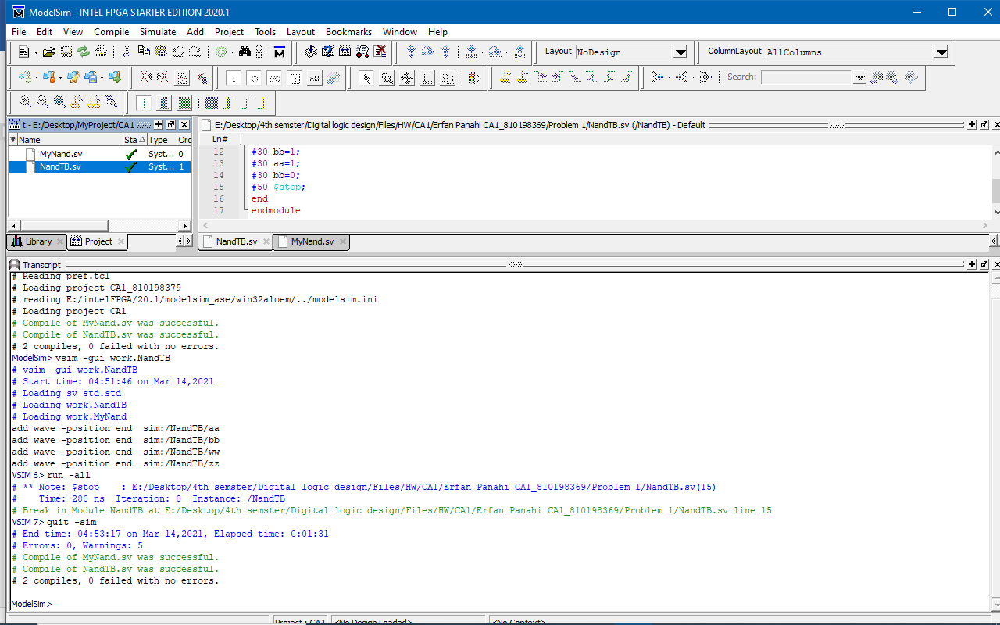 ModelSim - INTEL FPGA STARTER EDITION 2020.1
File Edit View Compile Simulate Add Project Tools Layout Bookmarks Window Help
Layout NoDesign ColumnLayout AllColumns
Search:
t - E:/Desktop/MyProject/CA1
Name Sta Type Orc
MyNand.sv Syst... 0
NandTB.sv Syst... 1
Library Project
E:/Desktop/4th semster/Digital logic design/Files/HW/CA1/Erfan Panahi CA1_810198369/Problem 1/NandTB.sv (/NandTB) - Default
Ln#
12 #30 bb=1;
13 #30 aa=1;
14 #30 bb=0;
15 #50 $stop;
16 end
17 endmodule
NandTB.sv MyNand.sv
Transcript
# Reading pref.tcl
# Loading project CA1_810198379
# reading E:/intelFPGA/20.1/modelsim_ase/win32aloem/../modelsim.ini
# Loading project CA1
# Compile of MyNand.sv was successful.
# Compile of NandTB.sv was successful.
# 2 compiles, 0 failed with no errors.
ModelSim> vsim -gui work.NandTB
# vsim -gui work.NandTB
# Start time: 04:51:46 on Mar 14,2021
# Loading sv_std.std
# Loading work.NandTB
# Loading work.MyNand
add wave -position end  sim:/NandTB/aa
add wave -position end  sim:/NandTB/bb
add wave -position end  sim:/NandTB/ww
add wave -position end  sim:/NandTB/zz
VSIM 6> run -all
# ** Note: $stop    : E:/Desktop/4th semster/Digital logic design/Files/HW/CA1/Erfan Panahi CA1_810198369/Problem 1/NandTB.sv(15)
#    Time: 280 ns  Iteration: 0  Instance: /NandTB
# Break in Module NandTB at E:/Desktop/4th semster/Digital logic design/Files/HW/CA1/Erfan Panahi CA1_810198369/Problem 1/NandTB.sv line 15
VSIM 7> quit -sim
# End time: 04:53:17 on Mar 14,2021, Elapsed time: 0:01:31
# Errors: 0, Warnings: 5
# Compile of MyNand.sv was successful.
# Compile of NandTB.sv was successful.
# 2 compiles, 0 failed with no errors.
ModelSim>
Project : CA1 <No Design Loaded> <No Context>